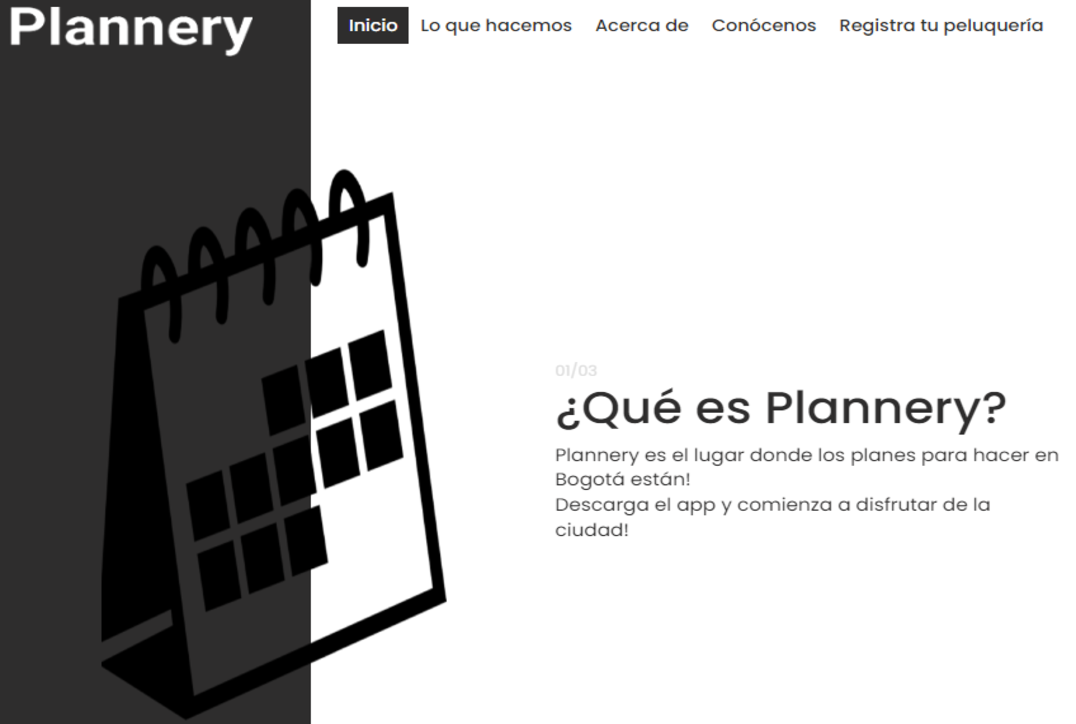 Plannery
Inicio Lo que hacemos Acerca de Conócenos Registra tu peluquería
01/03
¿Qué es Plannery?
Plannery es el lugar donde los planes para hacer en
Bogotá están!
Descarga el app y comienza a disfrutar de la
ciudad!